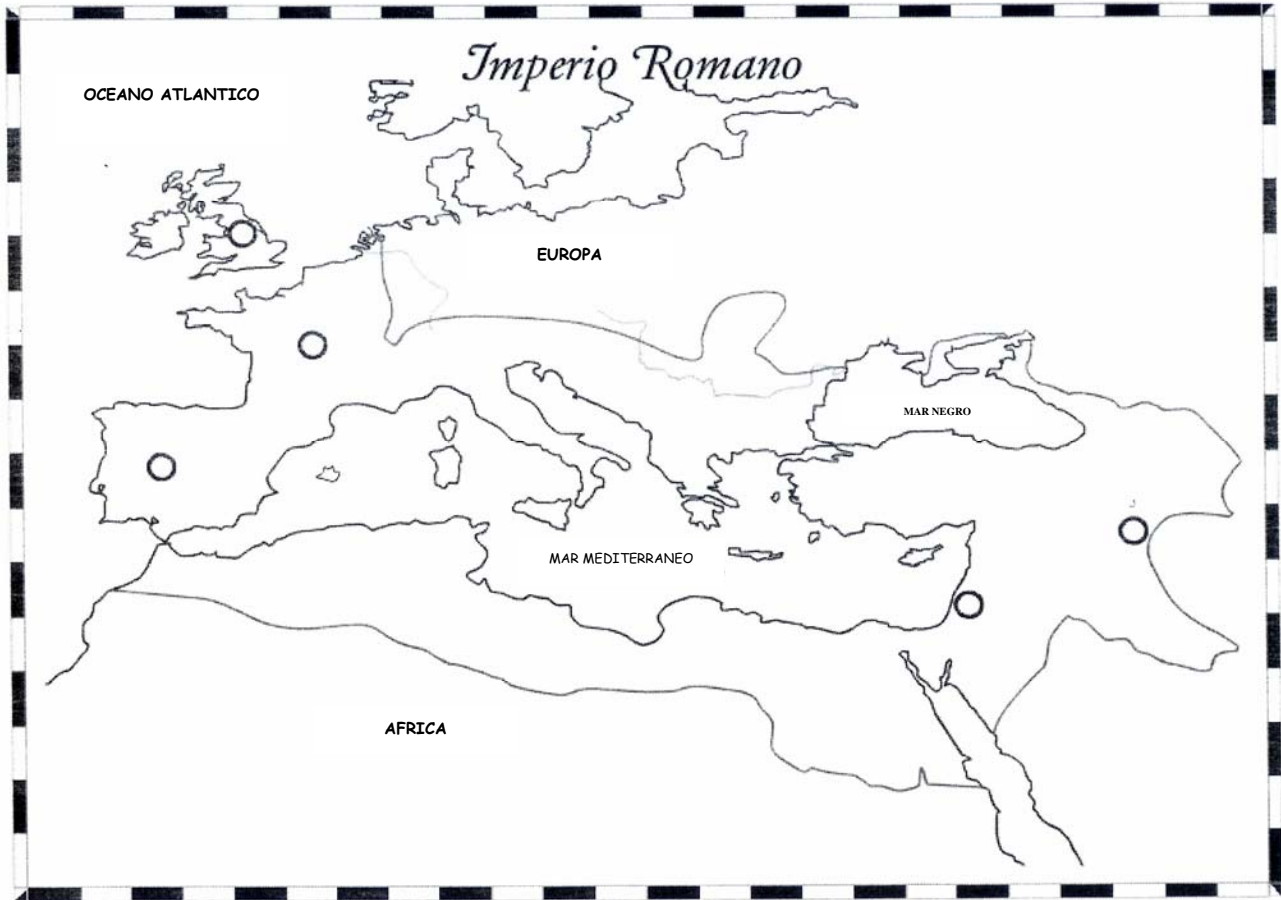 Imperio Romano
OCEANO ATLANTICO
EUROPA
MAR NEGRO
MAR MEDITERRANEO
AFRICA